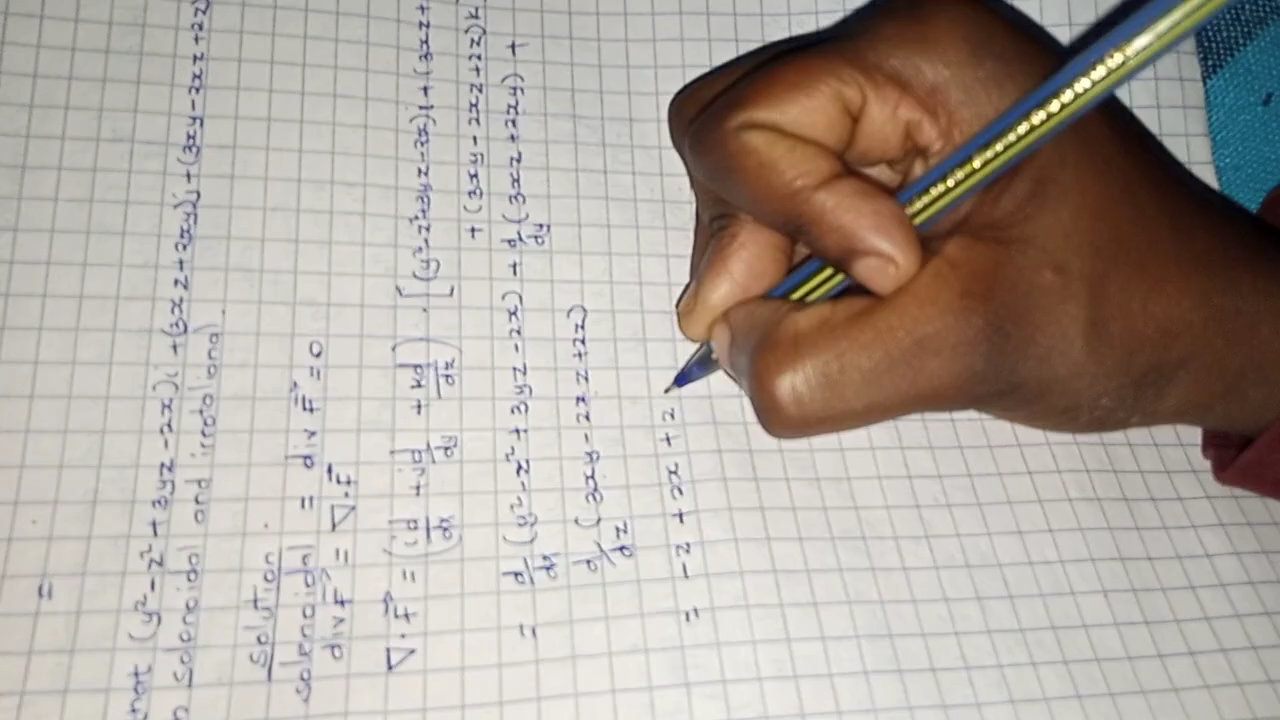 =
that (y² - z² + 3yz - 2x)i + (3xz + 2xy)j + (3xy - 2xz + 2z)
solenoidal and irrotational.
Solution.
solenoidal = div F⃗ = 0
div F⃗ = ∇·F⃗
∇·F⃗ = (i d/dx + j d/dy + k d/dz) · [(y² - z² + 3yz - 2x)i + (3xz +
+ (3xy - 2xz + 2z)k
= d/dx (y² - z² + 3yz - 2x) + d/dy (3xz + 2xy) +
d/dz (3xy - 2xz + 2z)
= -2 + 2x + 2